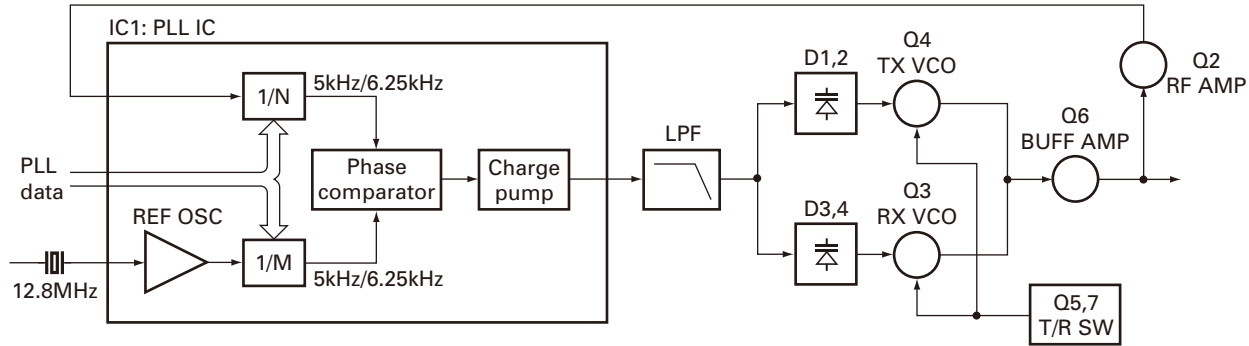 IC1: PLL IC
Q4
TX VCO
Q2
RF AMP
D1,2
5kHz/6.25kHz
1/N
LPF
Q6
BUFF AMP
PLL
data
Phase
comparator
Charge
pump
Q3
RX VCO
D3,4
REF OSC
1/M
5kHz/6.25kHz
12.8MHz
Q5,7
T/R SW